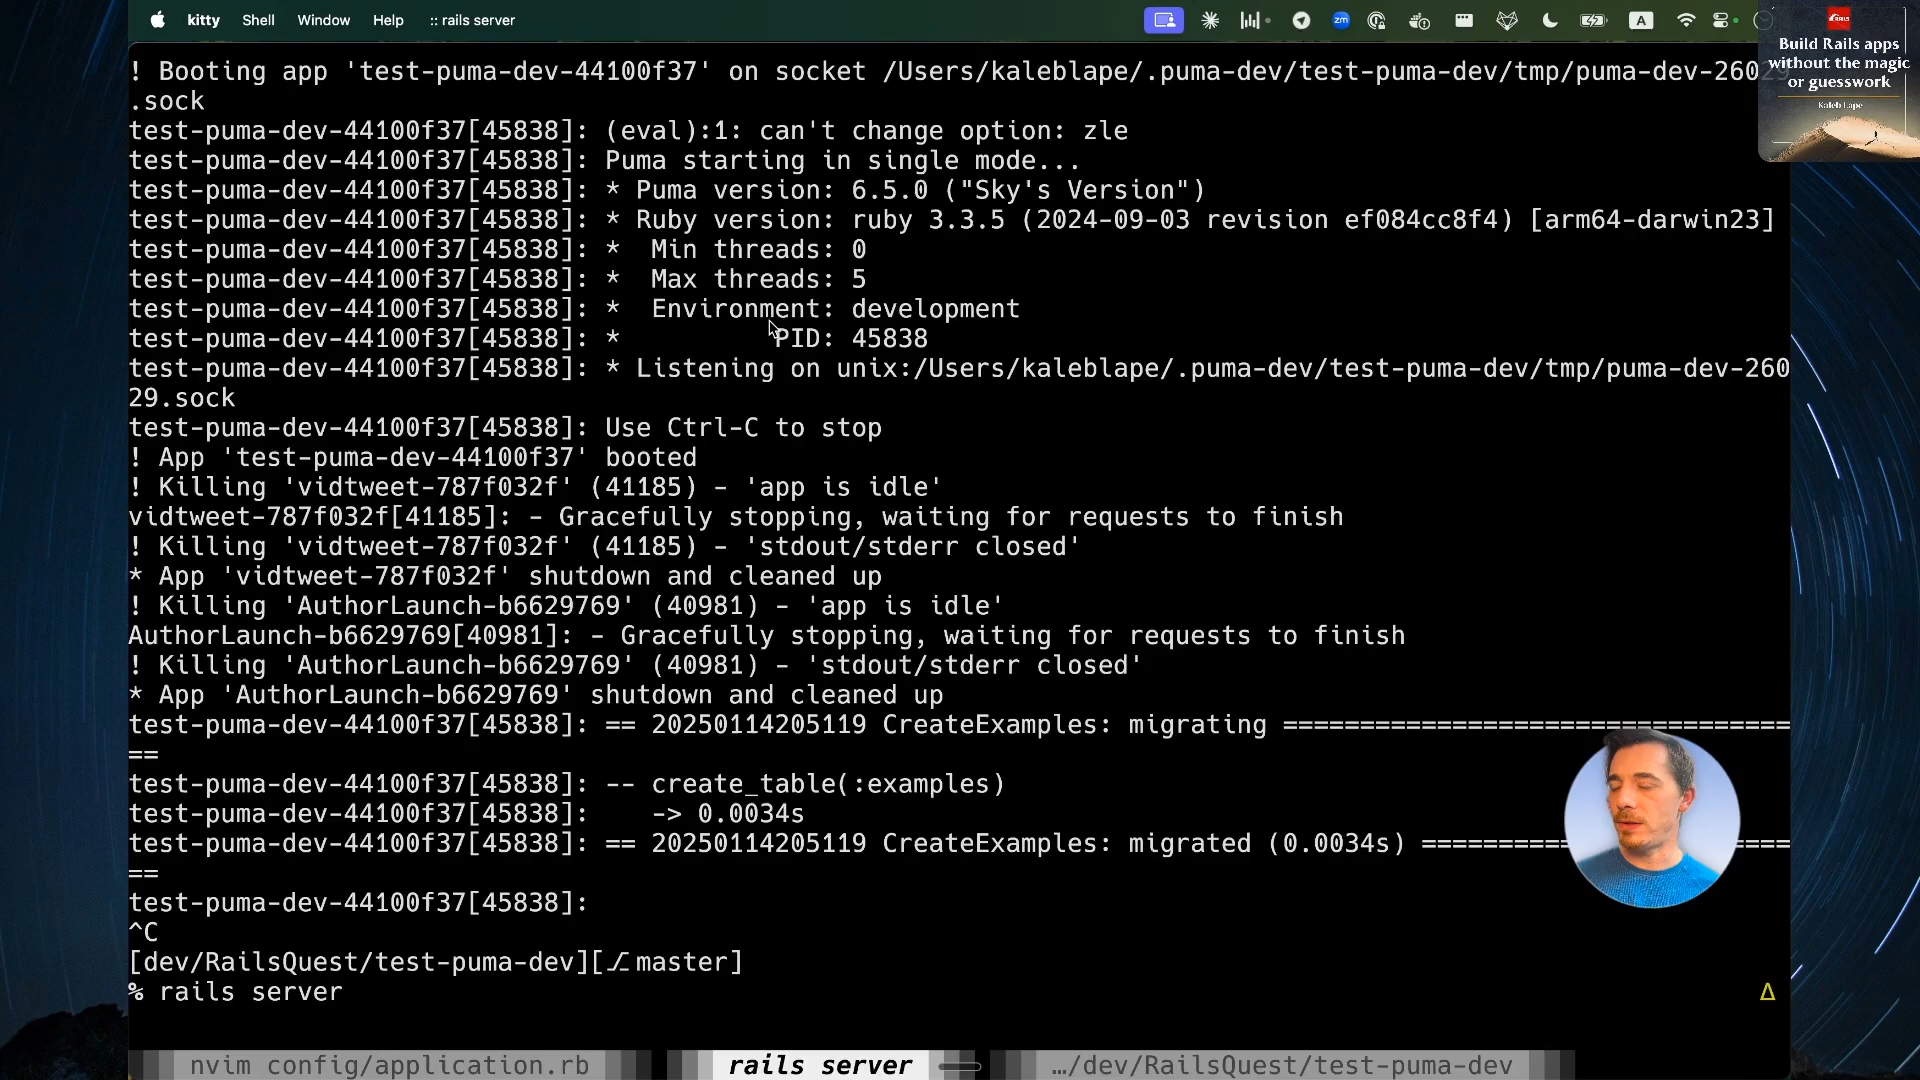 kitty Shell Window Help :: rails server
zm
A
RAILS
Build Rails apps
without the magic
or guesswork
Kaleb Lape
! Booting app 'test-puma-dev-44100f37' on socket /Users/kaleblape/.puma-dev/test-puma-dev/tmp/puma-dev-26029
.sock
test-puma-dev-44100f37[45838]: (eval):1: can't change option: zle
test-puma-dev-44100f37[45838]: Puma starting in single mode...
test-puma-dev-44100f37[45838]: * Puma version: 6.5.0 ("Sky's Version")
test-puma-dev-44100f37[45838]: * Ruby version: ruby 3.3.5 (2024-09-03 revision ef084cc8f4) [arm64-darwin23]
test-puma-dev-44100f37[45838]: *  Min threads: 0
test-puma-dev-44100f37[45838]: *  Max threads: 5
test-puma-dev-44100f37[45838]: *  Environment: development
test-puma-dev-44100f37[45838]: *          PID: 45838
test-puma-dev-44100f37[45838]: * Listening on unix:/Users/kaleblape/.puma-dev/test-puma-dev/tmp/puma-dev-260
29.sock
test-puma-dev-44100f37[45838]: Use Ctrl-C to stop
! App 'test-puma-dev-44100f37' booted
! Killing 'vidtweet-787f032f' (41185) - 'app is idle'
vidtweet-787f032f[41185]: - Gracefully stopping, waiting for requests to finish
! Killing 'vidtweet-787f032f' (41185) - 'stdout/stderr closed'
* App 'vidtweet-787f032f' shutdown and cleaned up
! Killing 'AuthorLaunch-b6629769' (40981) - 'app is idle'
AuthorLaunch-b6629769[40981]: - Gracefully stopping, waiting for requests to finish
! Killing 'AuthorLaunch-b6629769' (40981) - 'stdout/stderr closed'
* App 'AuthorLaunch-b6629769' shutdown and cleaned up
test-puma-dev-44100f37[45838]: == 20250114205119 CreateExamples: migrating =================================
==
test-puma-dev-44100f37[45838]: -- create_table(:examples)
test-puma-dev-44100f37[45838]:    -> 0.0034s
test-puma-dev-44100f37[45838]: == 20250114205119 CreateExamples: migrated (0.0034s) ========================
==
test-puma-dev-44100f37[45838]:
^C
[dev/RailsQuest/test-puma-dev][⎇master]
% rails server Δ
nvim config/application.rb rails server …/dev/RailsQuest/test-puma-dev